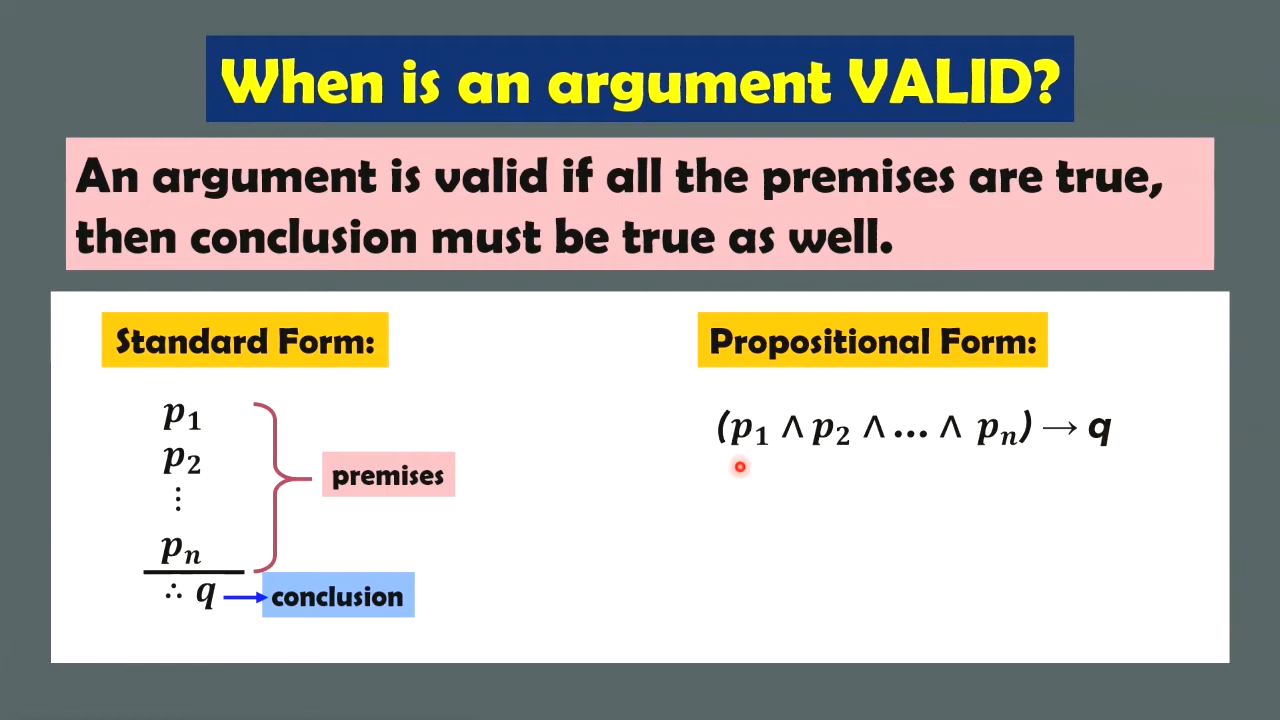 When is an argument VALID?
An argument is valid if all the premises are true,
then conclusion must be true as well.
Standard Form:
p₁
p₂
⋮
pₙ
premises
∴ q
conclusion
Propositional Form:
(p₁ ∧ p₂ ∧ ... ∧ pₙ) → q